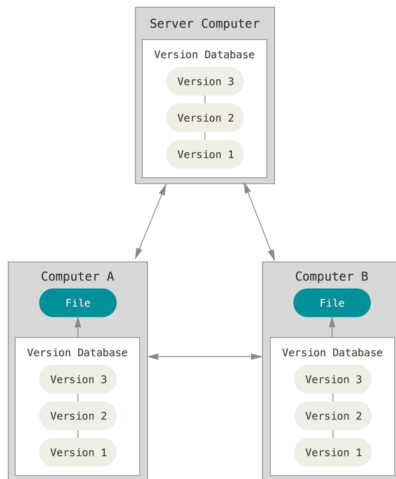 Server Computer
Version Database
Version 3
Version 2
Version 1
Computer A
File
Version Database
Version 3
Version 2
Version 1
Computer B
File
Version Database
Version 3
Version 2
Version 1